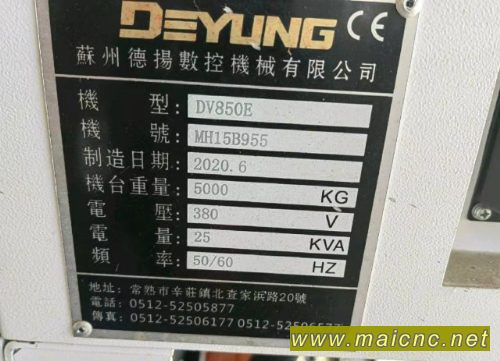 DEYUNG CE
蘇州德揚數控機械有限公司
機 型: DV850E
機 號: MH15B955
制造日期: 2020.6
機台重量: 5000 KG
電 壓: 380 V
電 量: 25 KVA
頻 率: 50/60 HZ
地址: 常熟市辛莊鎮北查家浜路20號
電話: 0512-52505877
傳真: 0512-52506177
www.maicnc.net